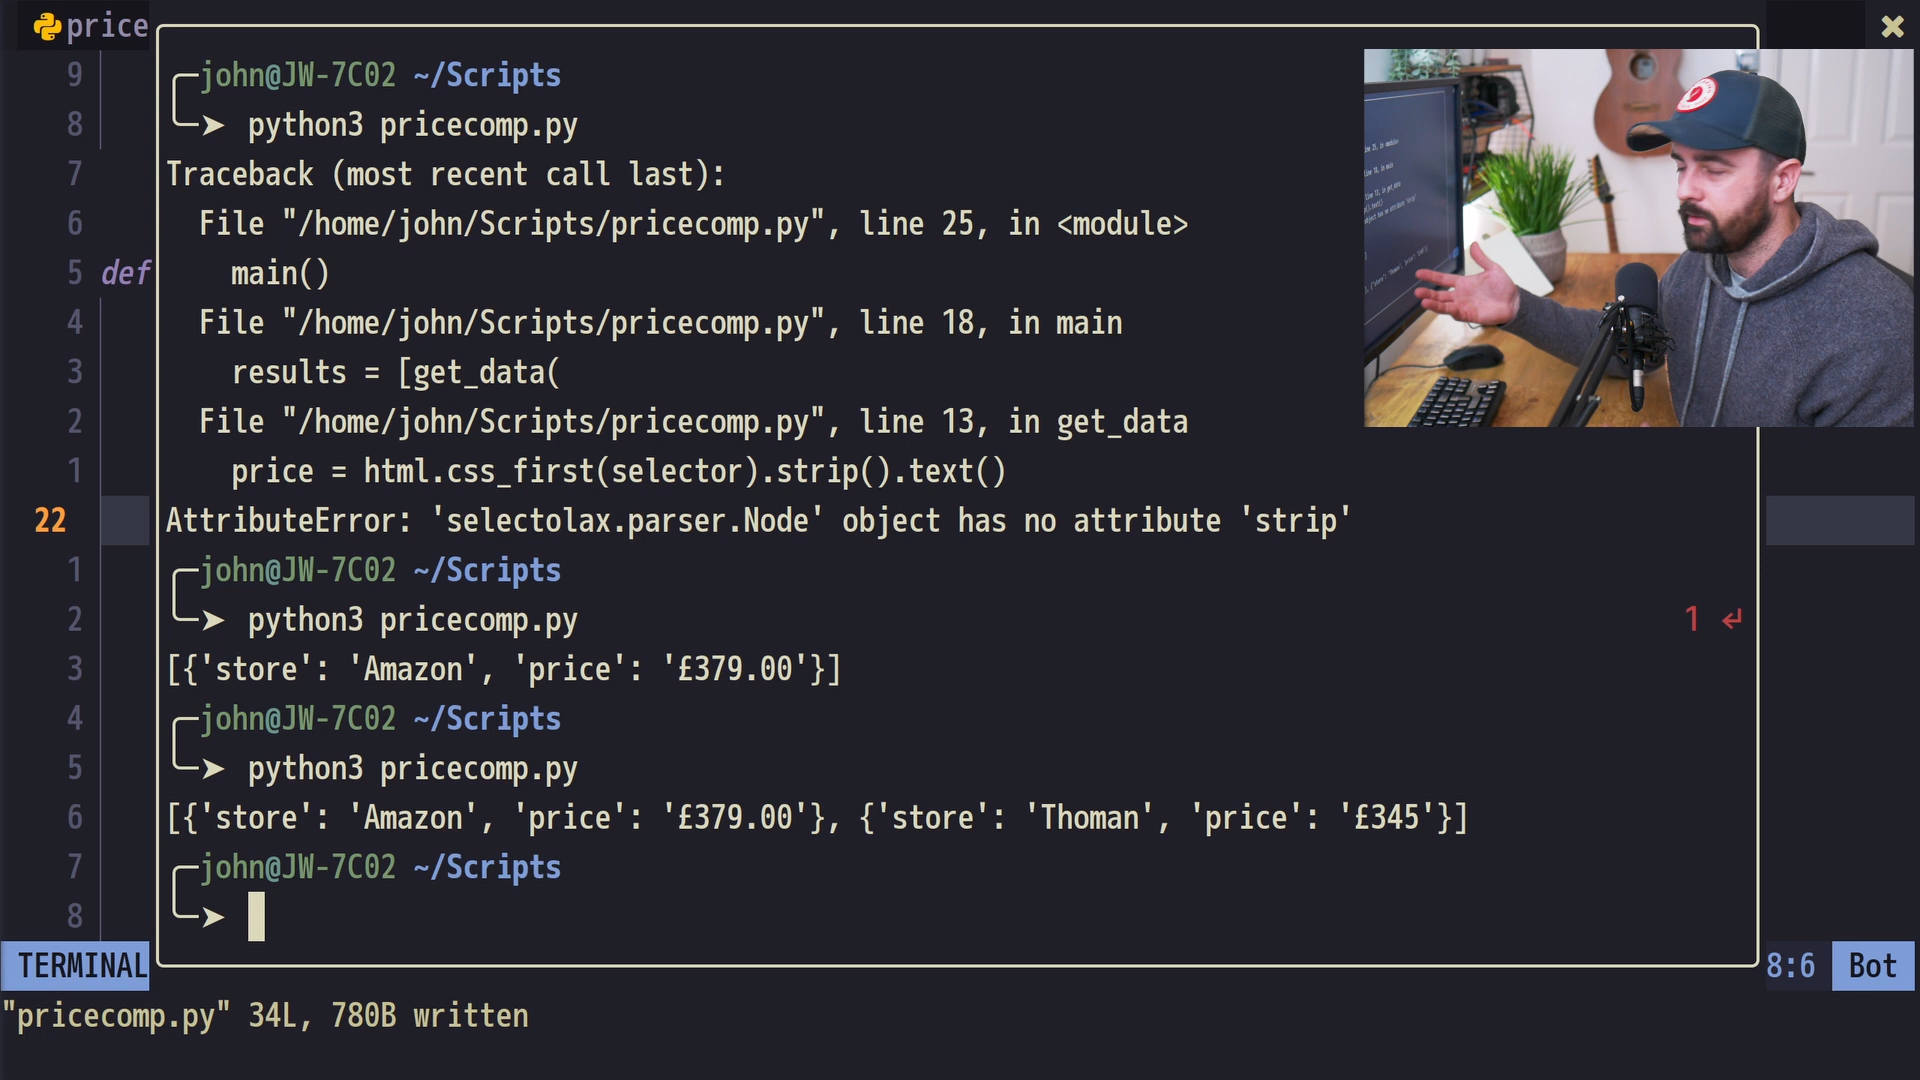 price
9
8
7
6
5 def
4
3
2
1
22
1
2
3
4
5
6
7
8
john@JW-7C02 ~/Scripts
python3 pricecomp.py
Traceback (most recent call last):
File "/home/john/Scripts/pricecomp.py", line 25, in <module>
main()
File "/home/john/Scripts/pricecomp.py", line 18, in main
results = [get_data(
File "/home/john/Scripts/pricecomp.py", line 13, in get_data
price = html.css_first(selector).strip().text()
AttributeError: 'selectolax.parser.Node' object has no attribute 'strip'
john@JW-7C02 ~/Scripts
python3 pricecomp.py 1
[{'store': 'Amazon', 'price': '£379.00'}]
john@JW-7C02 ~/Scripts
python3 pricecomp.py
[{'store': 'Amazon', 'price': '£379.00'}, {'store': 'Thoman', 'price': '£345'}]
john@JW-7C02 ~/Scripts
TERMINAL
8:6 Bot
"pricecomp.py" 34L, 780B written